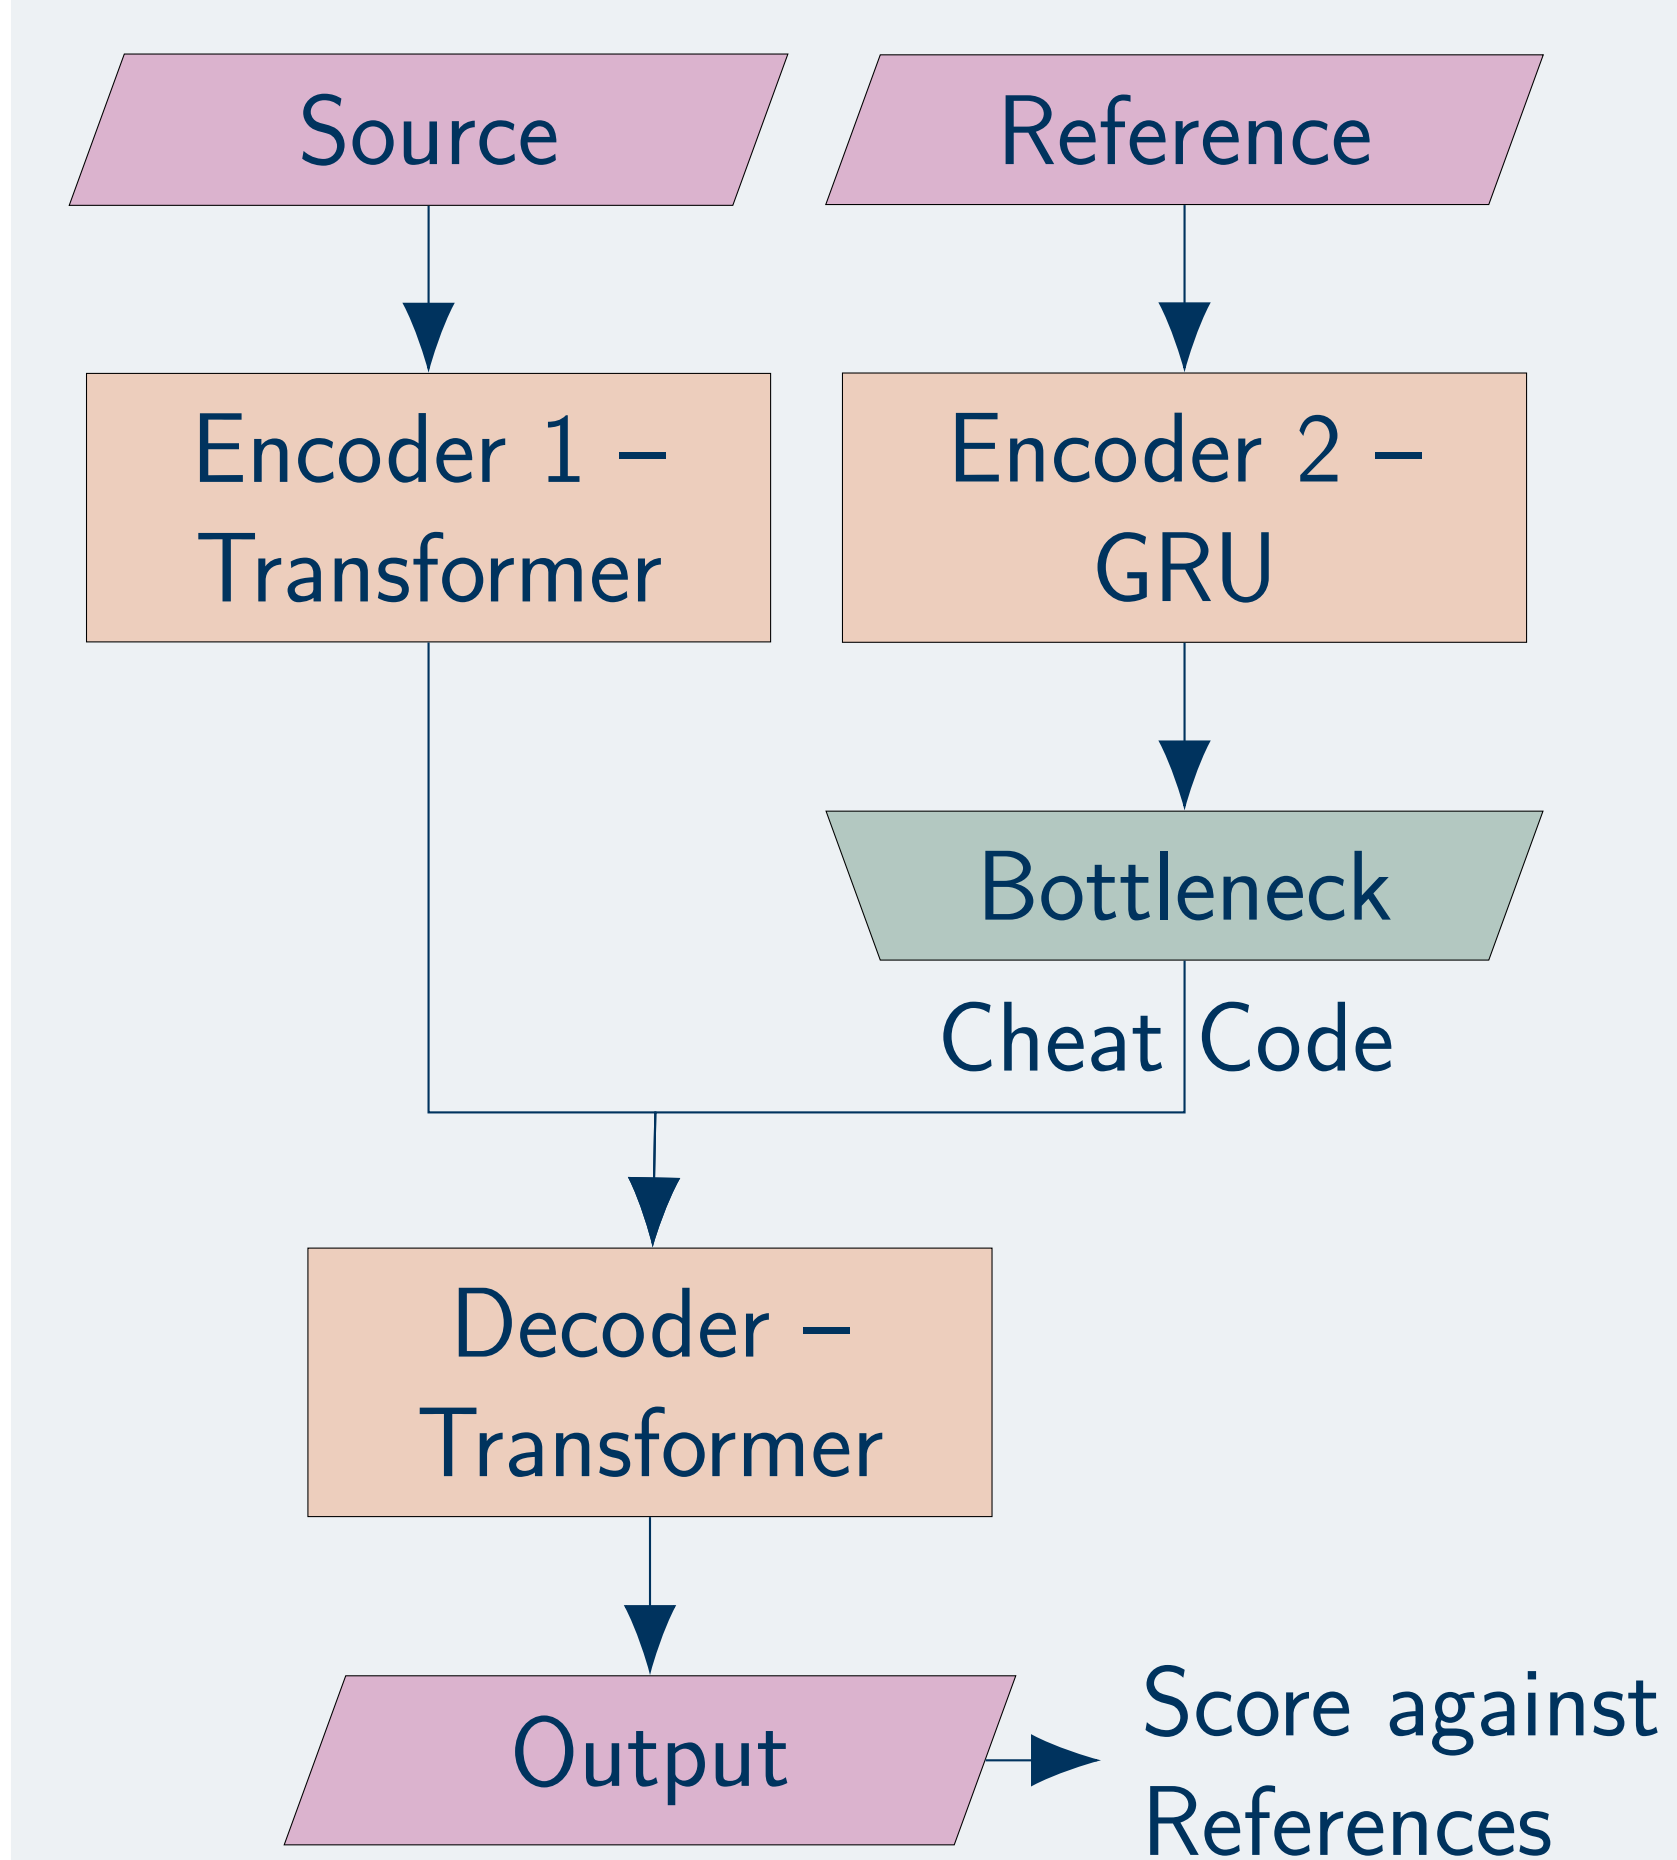 Source
Reference
Encoder 1 –
Transformer
Encoder 2 –
GRU
Bottleneck
Cheat Code
Decoder –
Transformer
Output
Score against
References